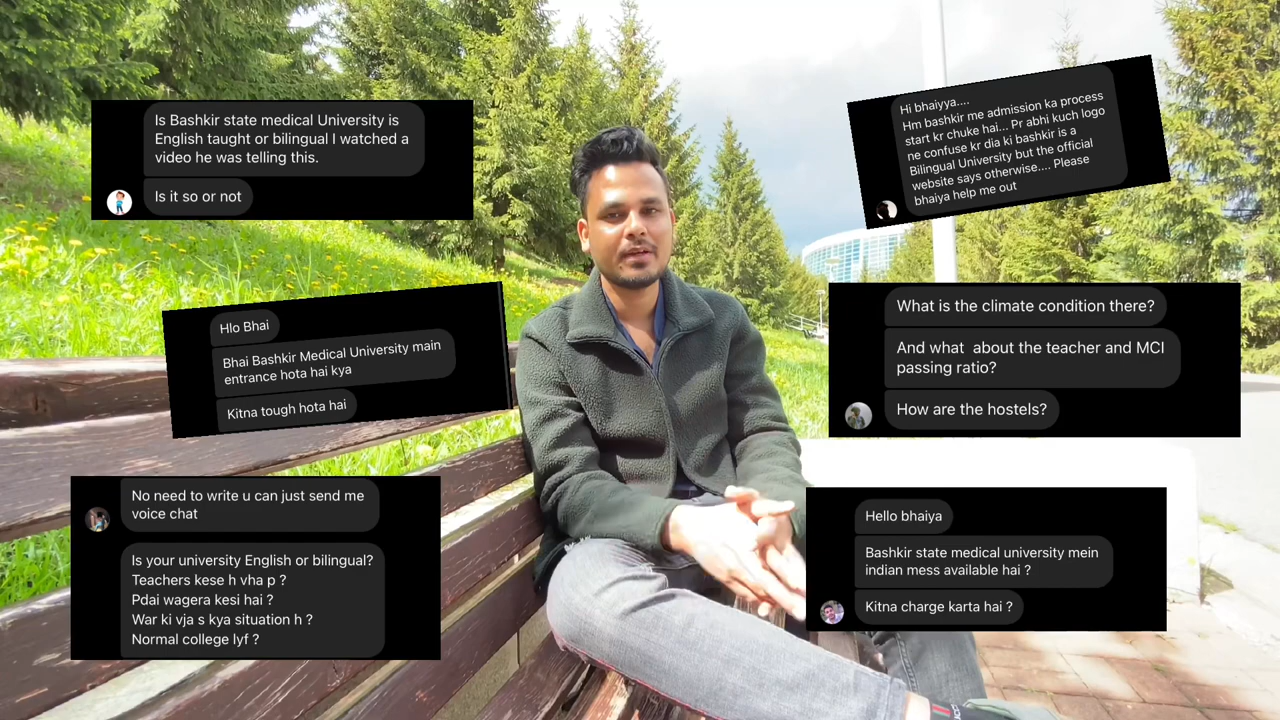 Is Bashkir state medical University is
English taught or bilingual I watched a
video he was telling this.
Is it so or not
Hi bhaiyya....
Hm bashkir me admission ka process
start kr chuke hai... Pr abhi kuch logo
ne confuse kr dia ki bashkir is a
Bilingual University but the official
website says otherwise.... Please
bhaiya help me out
Hlo Bhai
Bhai Bashkir Medical University main
entrance hota hai kya
Kitna tough hota hai
What is the climate condition there?
And what about the teacher and MCI
passing ratio?
How are the hostels?
No need to write u can just send me
voice chat
Is your university English or bilingual?
Teachers kese h vha p ?
Pdai wagera kesi hai ?
War ki vja s kya situation h ?
Normal college lyf ?
Hello bhaiya
Bashkir state medical university mein
indian mess available hai ?
Kitna charge karta hai ?